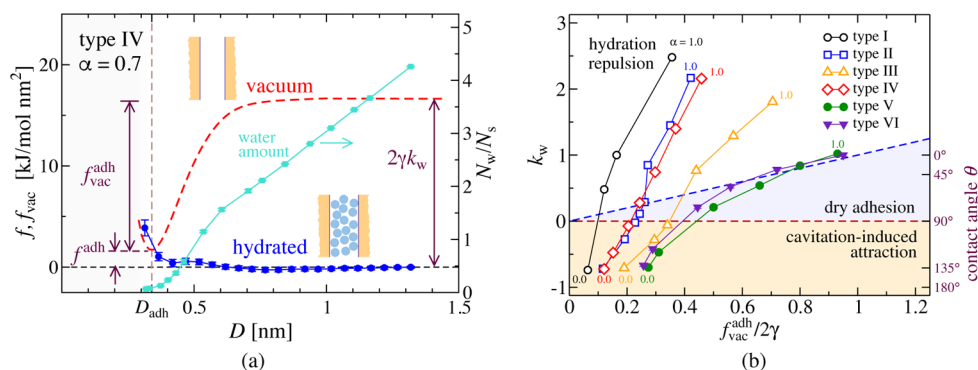 type IV
α = 0.7
vacuum
water
amount
hydrated
2γk_w
f_vac^adh
f^adh
f, f_vac [kJ/mol nm²]
20
15
10
5
0
N_w/N_s
5
4
3
2
1
0
D_adh
0.5
1
1.5
D [nm]
(a)
hydration
repulsion
α = 1.0
1.0
1.0
1.0
1.0
type I
type II
type III
type IV
type V
type VI
dry adhesion
cavitation-induced
attraction
0.0
0.0
0.0
0.0
k_w
3
2
1
0
-1
0°
45°
90°
135°
180°
contact angle θ
0
0.2
0.4
0.6
0.8
1
1.2
f_vac^adh/2γ
(b)